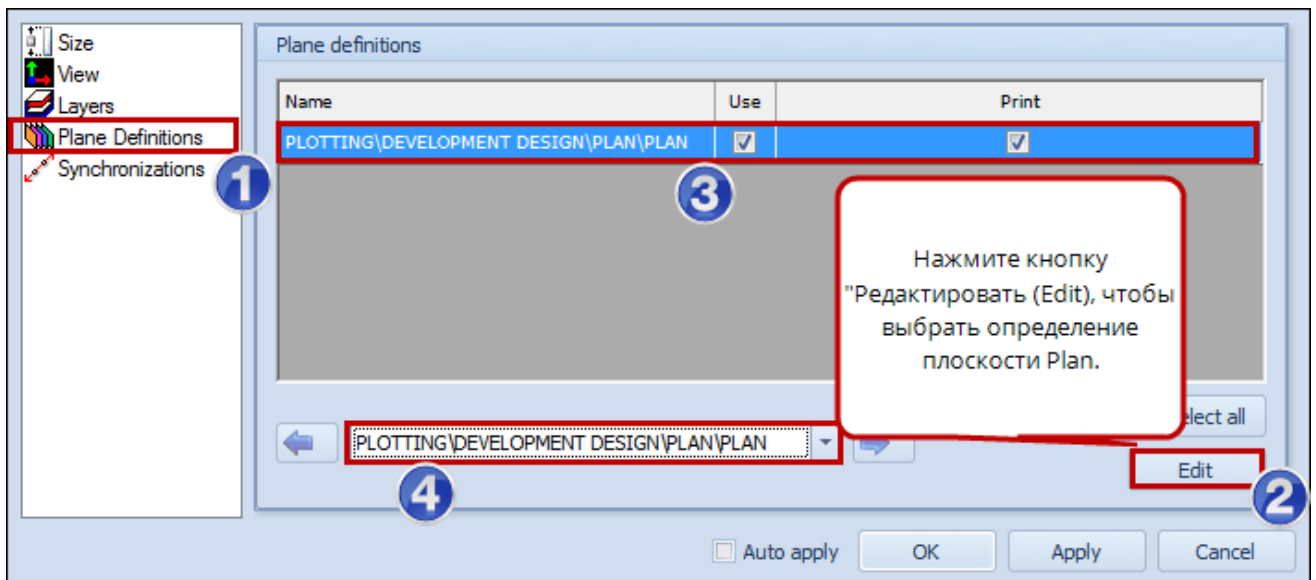 Size
View
Layers
Plane Definitions
Synchronizations
1
Plane definitions
Name Use Print
PLOTTING\DEVELOPMENT DESIGN\PLAN\PLAN
3
Нажмите кнопку
"Редактировать (Edit), чтобы
выбрать определение
плоскости Plan.
elect all
PLOTTING\DEVELOPMENT DESIGN\PLAN\PLAN
4
Edit
2
Auto apply OK Apply Cancel